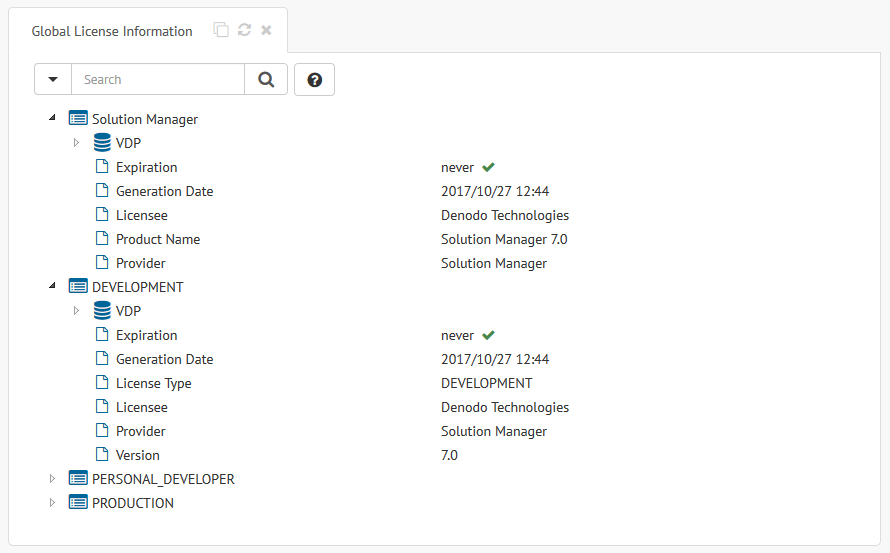 Global License Information
Search
Solution Manager
VDP
Expiration never
Generation Date 2017/10/27 12:44
Licensee Denodo Technologies
Product Name Solution Manager 7.0
Provider Solution Manager
DEVELOPMENT
VDP
Expiration never
Generation Date 2017/10/27 12:44
License Type DEVELOPMENT
Licensee Denodo Technologies
Provider Solution Manager
Version 7.0
PERSONAL_DEVELOPER
PRODUCTION